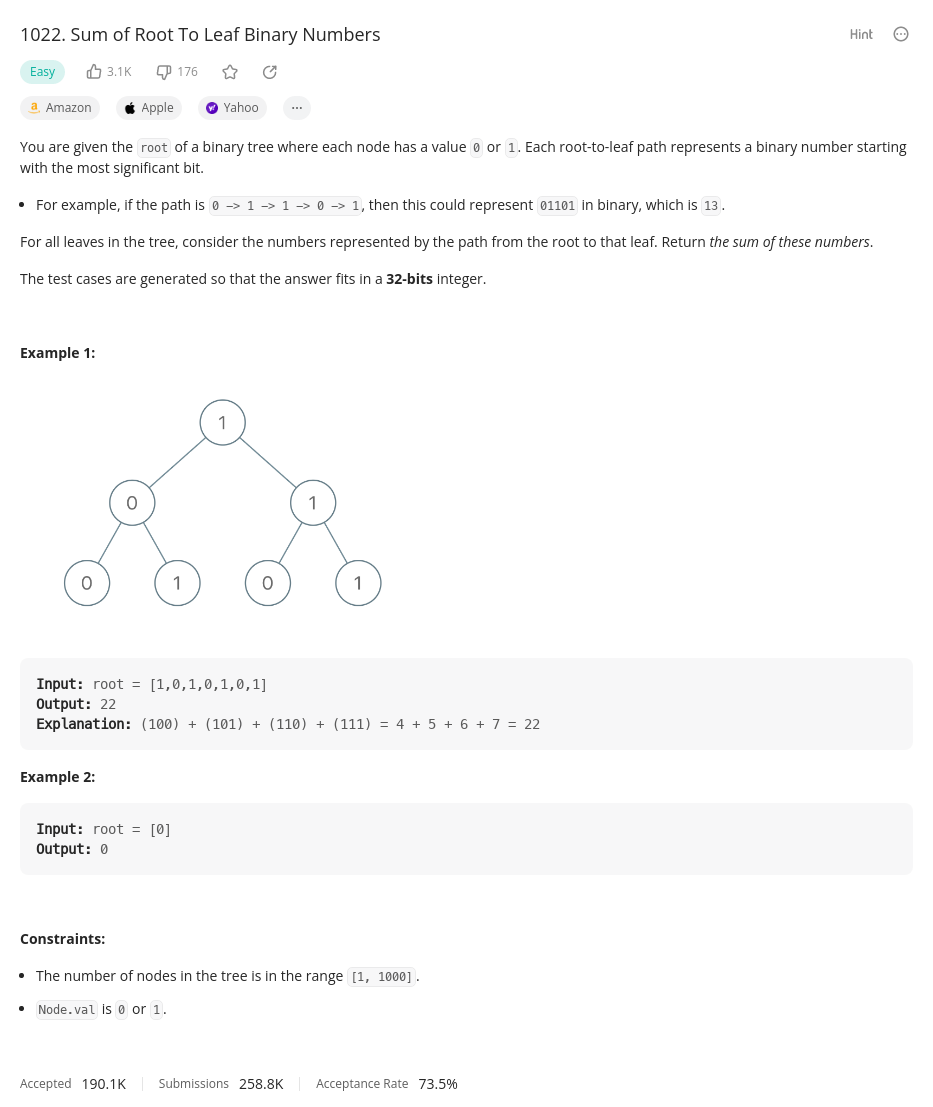 1022. Sum of Root To Leaf Binary Numbers
Hint
Easy 3.1K 176
Amazon Apple Yahoo ...
You are given the root of a binary tree where each node has a value 0 or 1. Each root-to-leaf path represents a binary number starting
with the most significant bit.
• For example, if the path is 0 -> 1 -> 1 -> 0 -> 1, then this could represent 01101 in binary, which is 13.
For all leaves in the tree, consider the numbers represented by the path from the root to that leaf. Return the sum of these numbers.
The test cases are generated so that the answer fits in a 32-bits integer.
Example 1:
1
0 1
0 1 0 1
Input: root = [1,0,1,0,1,0,1]
Output: 22
Explanation: (100) + (101) + (110) + (111) = 4 + 5 + 6 + 7 = 22
Example 2:
Input: root = [0]
Output: 0
Constraints:
• The number of nodes in the tree is in the range [1, 1000].
• Node.val is 0 or 1.
Accepted 190.1K Submissions 258.8K Acceptance Rate 73.5%